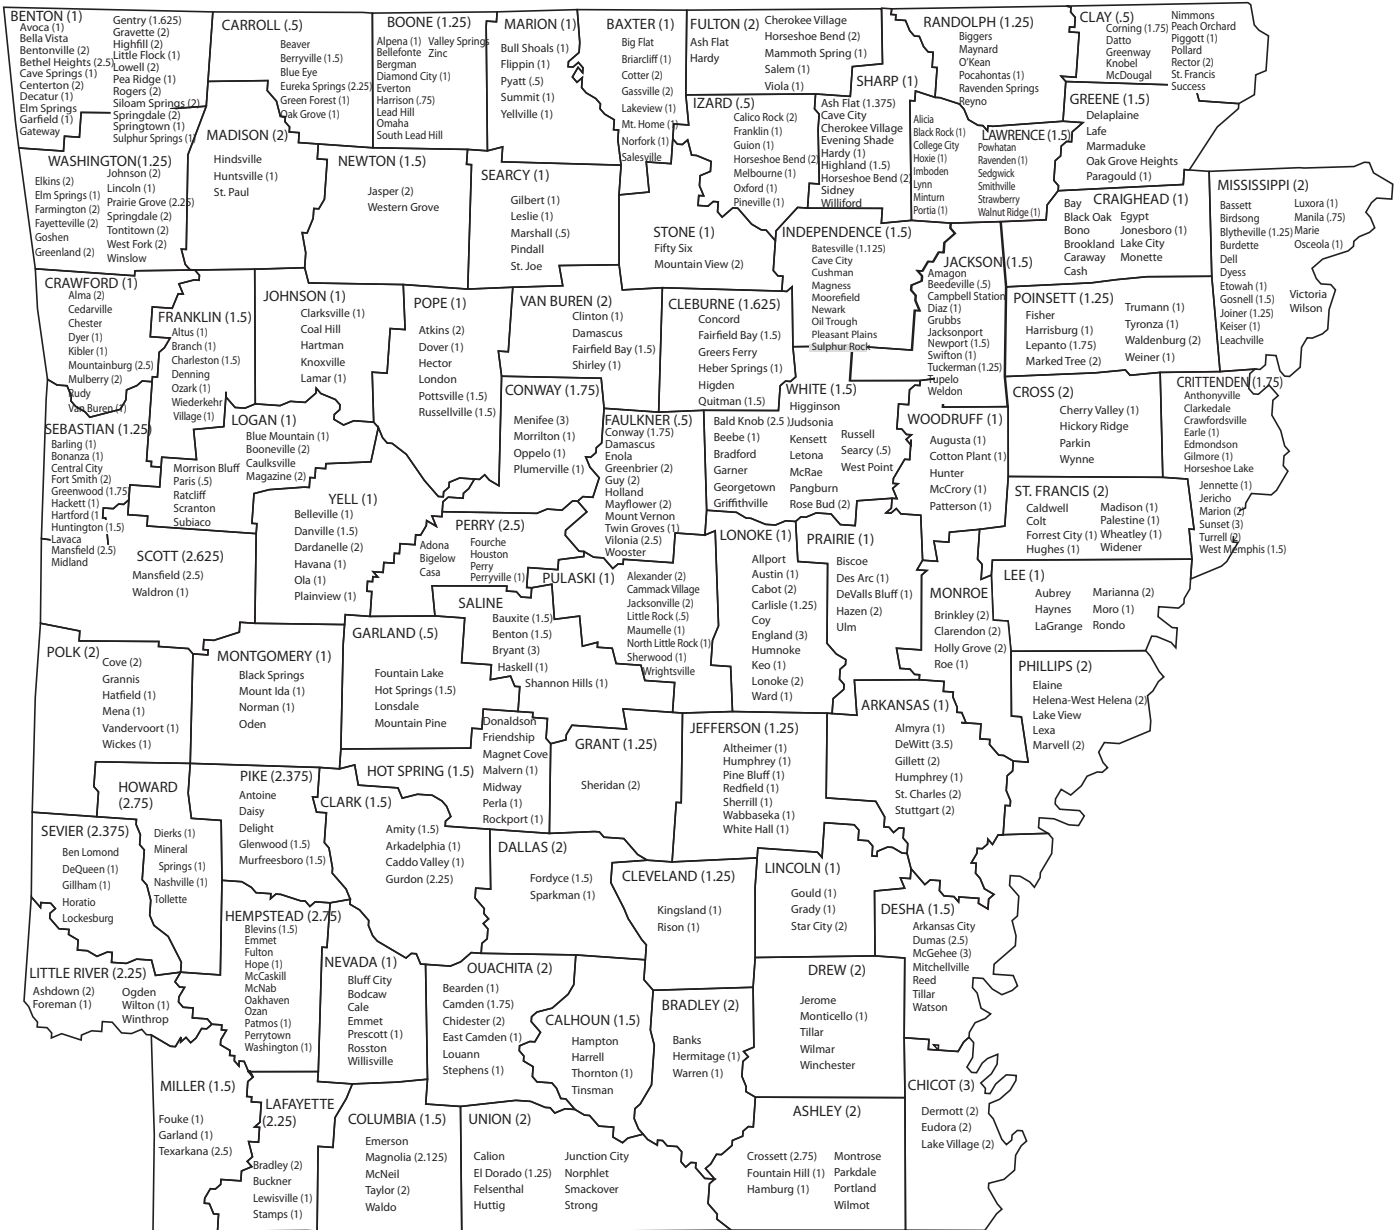 BENTON (1)
Avoca (1)
Bella Vista
Bentonville (2)
Bethel Heights (2.5)
Cave Springs (1)
Centerton (2)
Decatur (1)
Elm Springs
Garfield (1)
Gateway
Gentry (1.625)
Gravette (2)
Highfill (2)
Little Flock (1)
Lowell (2)
Pea Ridge (1)
Rogers (2)
Siloam Springs (2)
Springdale (2)
Springtown (1)
Sulphur Springs (1)
CARROLL (.5)
Beaver
Berryville (1.5)
Blue Eye
Eureka Springs (2.25)
Green Forest (1)
Oak Grove (1)
BOONE (1.25)
Alpena (1)
Bellefonte
Bergman
Diamond City (1)
Everton
Harrison (.75)
Lead Hill
Omaha
South Lead Hill
Valley Springs
Zinc
MARION (1)
Bull Shoals (1)
Flippin (1)
Pyatt (.5)
Summit (1)
Yellville (1)
BAXTER (1)
Big Flat
Briarcliff (1)
Cotter (2)
Gassville (2)
Lakeview (1)
Mt. Home (1)
Norfork (1)
Salesville
FULTON (2)
Ash Flat
Hardy
Cherokee Village
Horseshoe Bend (2)
Mammoth Spring (1)
Salem (1)
Viola (1)
SHARP (1)
Ash Flat (1.375)
Cave City
Cherokee Village
Evening Shade
Hardy (1)
Highland (1.5)
Horseshoe Bend (2)
Sidney
Williford
RANDOLPH (1.25)
Biggers
Maynard
O'Kean
Pocahontas (1)
Ravenden Springs
Reyno
CLAY (.5)
Corning (1.75)
Datto
Greenway
Knobel
McDougal
Nimmons
Peach Orchard
Piggott (1)
Pollard
Rector (2)
St. Francis
Success
GREENE (1.5)
Delaplaine
Lafe
Marmaduke
Oak Grove Heights
Paragould (1)
IZARD (.5)
Calico Rock (2)
Franklin (1)
Guion (1)
Horseshoe Bend (2)
Melbourne (1)
Oxford (1)
Pineville (1)
LAWRENCE (1.5)
Alicia
Black Rock (1)
College City
Hoxie (1)
Imboden
Lynn
Minturn
Portia (1)
Powhatan
Ravenden (1)
Sedgwick
Smithville
Strawberry
Walnut Ridge (1)
WASHINGTON(1.25)
Elkins (2)
Elm Springs (1)
Farmington (2)
Fayetteville (2)
Goshen
Greenland (2)
Johnson (2)
Lincoln (1)
Prairie Grove (2.25)
Springdale (2)
Tontitown (2)
West Fork (2)
Winslow
MADISON (2)
Hindsville
Huntsville (1)
St. Paul
NEWTON (1.5)
Jasper (2)
Western Grove
SEARCY (1)
Gilbert (1)
Leslie (1)
Marshall (.5)
Pindall
St. Joe
STONE (1)
Fifty Six
Mountain View (2)
INDEPENDENCE (1.5)
Batesville (1.125)
Cave City
Cushman
Magness
Moorefield
Newark
Oil Trough
Pleasant Plains
Sulphur Rock
JACKSON (1.5)
Amagon
Beedeville (.5)
Campbell Station
Diaz (1)
Grubbs
Jacksonport
Newport (1.5)
Swifton (1)
Tuckerman (1.25)
Tupelo
Weldon
CRAIGHEAD (1)
Bay
Black Oak
Bono
Brookland
Caraway
Cash
Egypt
Jonesboro (1)
Lake City
Monette
MISSISSIPPI (2)
Bassett
Birdsong
Blytheville (1.25)
Burdette
Dell
Dyess
Etowah (1)
Gosnell (1.5)
Joiner (1.25)
Keiser (1)
Leachville
Luxora (1)
Manila (.75)
Marie
Osceola (1)
Victoria
Wilson
CRAWFORD (1)
Alma (2)
Cedarville
Chester
Dyer (1)
Kibler (1)
Mountainburg (2.5)
Mulberry (2)
Rudy
Van Buren (1)
FRANKLIN (1.5)
Altus (1)
Branch (1)
Charleston (1.5)
Denning
Ozark (1)
Wiederkehr
Village (1)
JOHNSON (1)
Clarksville (1)
Coal Hill
Hartman
Knoxville
Lamar (1)
POPE (1)
Atkins (2)
Dover (1)
Hector
London
Pottsville (1.5)
Russellville (1.5)
VAN BUREN (2)
Clinton (1)
Damascus
Fairfield Bay (1.5)
Shirley (1)
CLEBURNE (1.625)
Concord
Fairfield Bay (1.5)
Greers Ferry
Heber Springs (1)
Higden
Quitman (1.5)
POINSETT (1.25)
Fisher
Harrisburg (1)
Lepanto (1.75)
Marked Tree (2)
Trumann (1)
Tyronza (1)
Waldenburg (2)
Weiner (1)
SEBASTIAN (1.25)
Barling (1)
Bonanza (1)
Central City
Fort Smith (2)
Greenwood (1.75)
Hackett (1)
Hartford (1)
Huntington (1.5)
Lavaca
Mansfield (2.5)
Midland
LOGAN (1)
Blue Mountain (1)
Booneville (2)
Caulksville
Magazine (2)
Morrison Bluff
Paris (.5)
Ratcliff
Scranton
Subiaco
CONWAY (1.75)
Menifee (3)
Morrilton (1)
Oppelo (1)
Plumerville (1)
FAULKNER (.5)
Conway (1.75)
Damascus
Enola
Greenbrier (2)
Guy (2)
Holland
Mayflower (2)
Mount Vernon
Twin Groves (1)
Vilonia (2.5)
Wooster
WHITE (1.5)
Bald Knob (2.5)
Beebe (1)
Bradford
Garner
Georgetown
Griffithville
Higginson
Judsonia
Kensett
Letona
McRae
Pangburn
Rose Bud (2)
Russell
Searcy (.5)
West Point
WOODRUFF (1)
Augusta (1)
Cotton Plant (1)
Hunter
McCrory (1)
Patterson (1)
CROSS (2)
Cherry Valley (1)
Hickory Ridge
Parkin
Wynne
CRITTENDEN (1.75)
Anthonyville
Clarkedale
Crawfordsville
Earle (1)
Edmondson
Gilmore (1)
Horseshoe Lake
Jennette (1)
Jericho
Marion (2)
Sunset (3)
Turrell (2)
West Memphis (1.5)
ST. FRANCIS (2)
Caldwell
Colt
Forrest City (1)
Hughes (1)
Madison (1)
Palestine (1)
Wheatley (1)
Widener
YELL (1)
Belleville (1)
Danville (1.5)
Dardanelle (2)
Havana (1)
Ola (1)
Plainview (1)
SCOTT (2.625)
Mansfield (2.5)
Waldron (1)
PERRY (2.5)
Adona
Bigelow
Casa
Fourche
Houston
Perry
Perryville (1)
PULASKI (1)
Alexander (2)
Cammack Village
Jacksonville (2)
Little Rock (.5)
Maumelle (1)
North Little Rock (1)
Sherwood (1)
Wrightsville
LONOKE (1)
Allport
Austin (1)
Cabot (2)
Carlisle (1.25)
Coy
England (3)
Humnoke
Keo (1)
Lonoke (2)
Ward (1)
PRAIRIE (1)
Biscoe
Des Arc (1)
DeValls Bluff (1)
Hazen (2)
Ulm
MONROE
Brinkley (2)
Clarendon (2)
Holly Grove (2)
Roe (1)
LEE (1)
Aubrey
Haynes
LaGrange
Marianna (2)
Moro (1)
Rondo
PHILLIPS (2)
Elaine
Helena-West Helena (2)
Lake View
Lexa
Marvell (2)
SALINE
Bauxite (1.5)
Benton (1.5)
Bryant (3)
Haskell (1)
Shannon Hills (1)
GARLAND (.5)
Fountain Lake
Hot Springs (1.5)
Lonsdale
Mountain Pine
MONTGOMERY (1)
Black Springs
Mount Ida (1)
Norman (1)
Oden
POLK (2)
Cove (2)
Grannis
Hatfield (1)
Mena (1)
Vandervoort (1)
Wickes (1)
HOT SPRING (1.5)
Donaldson
Friendship
Magnet Cove
Malvern (1)
Midway
Perla (1)
Rockport (1)
GRANT (1.25)
Sheridan (2)
JEFFERSON (1.25)
Altheimer (1)
Humphrey (1)
Pine Bluff (1)
Redfield (1)
Sherrill (1)
Wabbaseka (1)
White Hall (1)
ARKANSAS (1)
Almyra (1)
DeWitt (3.5)
Gillett (2)
Humphrey (1)
St. Charles (2)
Stuttgart (2)
HOWARD
(2.75)
Dierks (1)
Mineral
Springs (1)
Nashville (1)
Tollette
PIKE (2.375)
Antoine
Daisy
Delight
Glenwood (1.5)
Murfreesboro (1.5)
CLARK (1.5)
Amity (1.5)
Arkadelphia (1)
Caddo Valley (1)
Gurdon (2.25)
DALLAS (2)
Fordyce (1.5)
Sparkman (1)
CLEVELAND (1.25)
Kingsland (1)
Rison (1)
LINCOLN (1)
Gould (1)
Grady (1)
Star City (2)
DESHA (1.5)
Arkansas City
Dumas (2.5)
McGehee (3)
Mitchellville
Reed
Tillar
Watson
SEVIER (2.375)
Ben Lomond
DeQueen (1)
Gillham (1)
Horatio
Lockesburg
LITTLE RIVER (2.25)
Ashdown (2)
Foreman (1)
Ogden
Wilton (1)
Winthrop
HEMPSTEAD (2.75)
Blevins (1.5)
Emmet
Fulton
Hope (1)
McCaskill
McNab
Oakhaven
Ozan
Patmos (1)
Perrytown
Washington (1)
NEVADA (1)
Bluff City
Bodcaw
Cale
Emmet
Prescott (1)
Rosston
Willisville
OUACHITA (2)
Bearden (1)
Camden (1.75)
Chidester (2)
East Camden (1)
Louann
Stephens (1)
CALHOUN (1.5)
Hampton
Harrell
Thornton (1)
Tinsman
BRADLEY (2)
Banks
Hermitage (1)
Warren (1)
DREW (2)
Jerome
Monticello (1)
Tillar
Wilmar
Winchester
MILLER (1.5)
Fouke (1)
Garland (1)
Texarkana (2.5)
LAFAYETTE
(2.25)
Bradley (2)
Buckner
Lewisville (1)
Stamps (1)
COLUMBIA (1.5)
Emerson
Magnolia (2.125)
McNeil
Taylor (2)
Waldo
UNION (2)
Calion
El Dorado (1.25)
Felsenthal
Huttig
Junction City
Norphlet
Smackover
Strong
ASHLEY (2)
Crossett (2.75)
Fountain Hill (1)
Hamburg (1)
Montrose
Parkdale
Portland
Wilmot
CHICOT (3)
Dermott (2)
Eudora (2)
Lake Village (2)